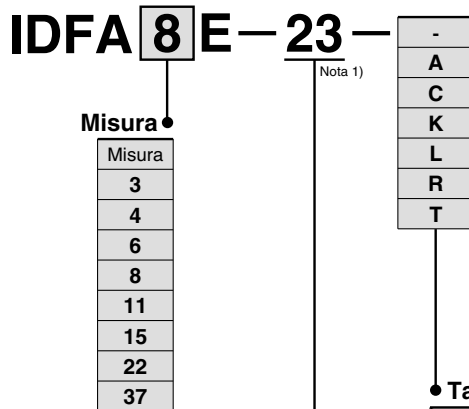 IDFA 8 E — 23 —
Nota 1)
-
A
C
K
L
R
T
Misura
Misura
3
4
6
8
11
15
22
37